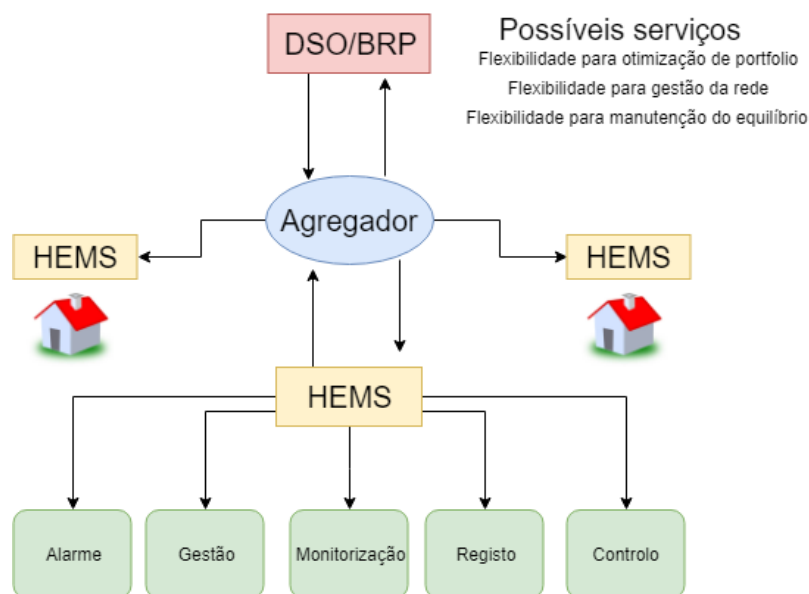 DSO/BRP
Possíveis serviços
Flexibilidade para otimização de portfolio
Flexibilidade para gestão da rede
Flexibilidade para manutenção do equilíbrio
Agregador
HEMS
HEMS
HEMS
Alarme
Gestão
Monitorização
Registo
Controlo